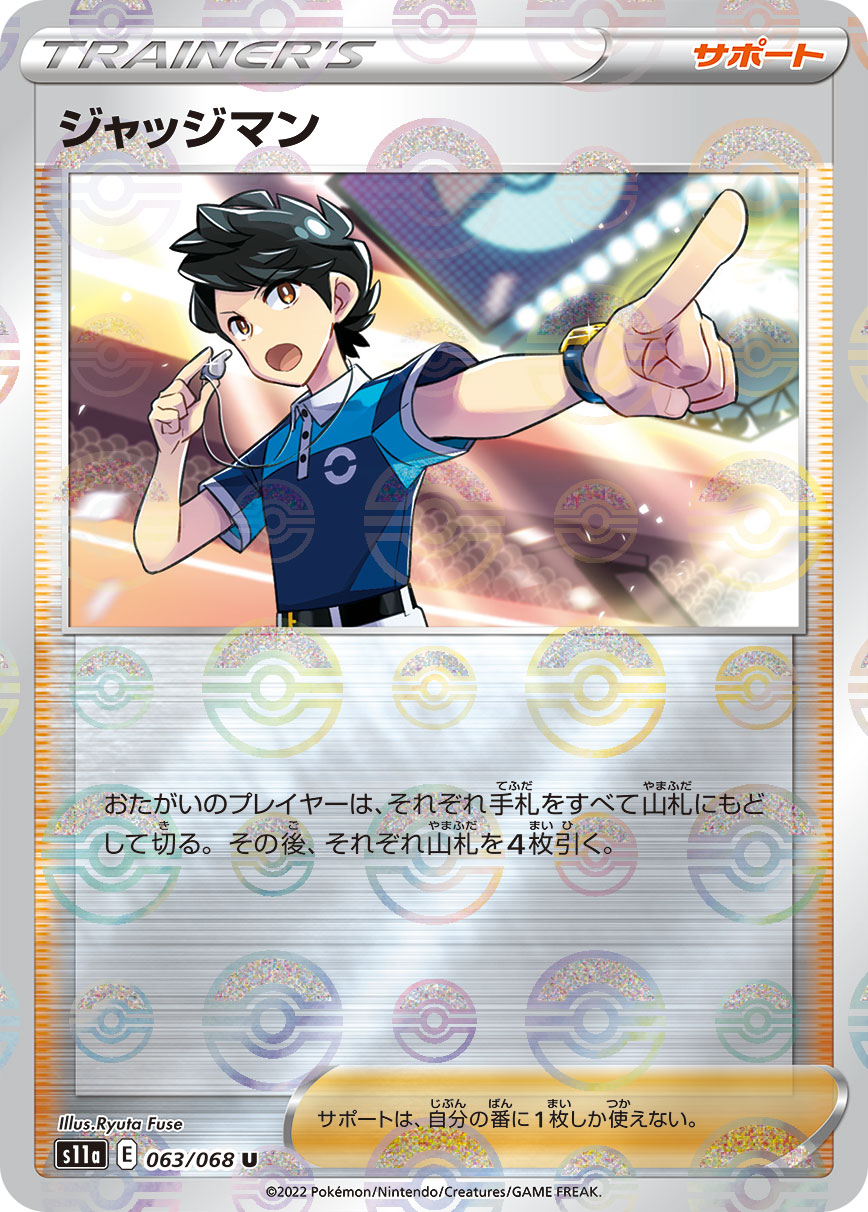 TRAINER'S サポート
ジャッジマン
おたがいのプレイヤーは、それぞれ手札をすべて山札にもど
して切る。その後、それぞれ山札を4枚引く。
サポートは、自分の番に1枚しか使えない。
Illus.Ryuta Fuse
s11a E 063/068 U
©2022 Pokémon/Nintendo/Creatures/GAME FREAK.